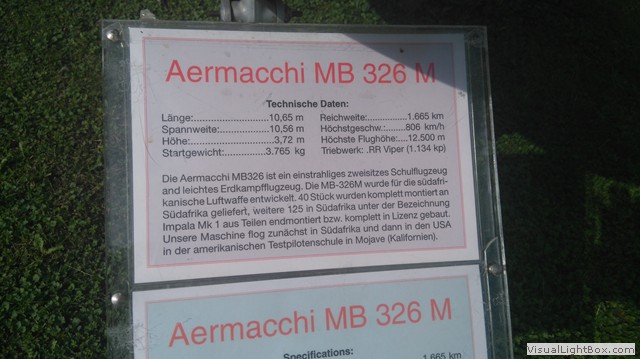 Aermacchi MB 326 M
Technische Daten:
Länge:............................10,65 m
Spannweite:...................10,56 m
Höhe:...............................3,72 m
Startgewicht:...............3.765 kg
Reichweite:...............1.665 km
Höchstgeschw.:.......806 km/h
Höchste Flughöhe:....12.500 m
Triebwerk: .RR Viper (1.134 kp)
Die Aermacchi MB326 ist ein einstrahliges zweisitzes Schulflugzeug
and leichtes Erdkampfflugzeug. Die MB-326M wurde für die südafri-
kanische Luftwaffe entwickelt. 40 Stück wurden komplett montiert an
Südafrika geliefert, weitere 125 in Südafrika unter der Bezeichnung
Impala Mk 1 aus Teilen endmontiert bzw. komplett in Lizenz gebaut.
Unsere Maschine flog zunächst in Südafrika und dann in den USA
in der amerikanischen Testpilotenschule in Mojave (Kalifornien).
Aermacchi MB 326 M
Specifications:
1.665 km
VisualLightBox.com